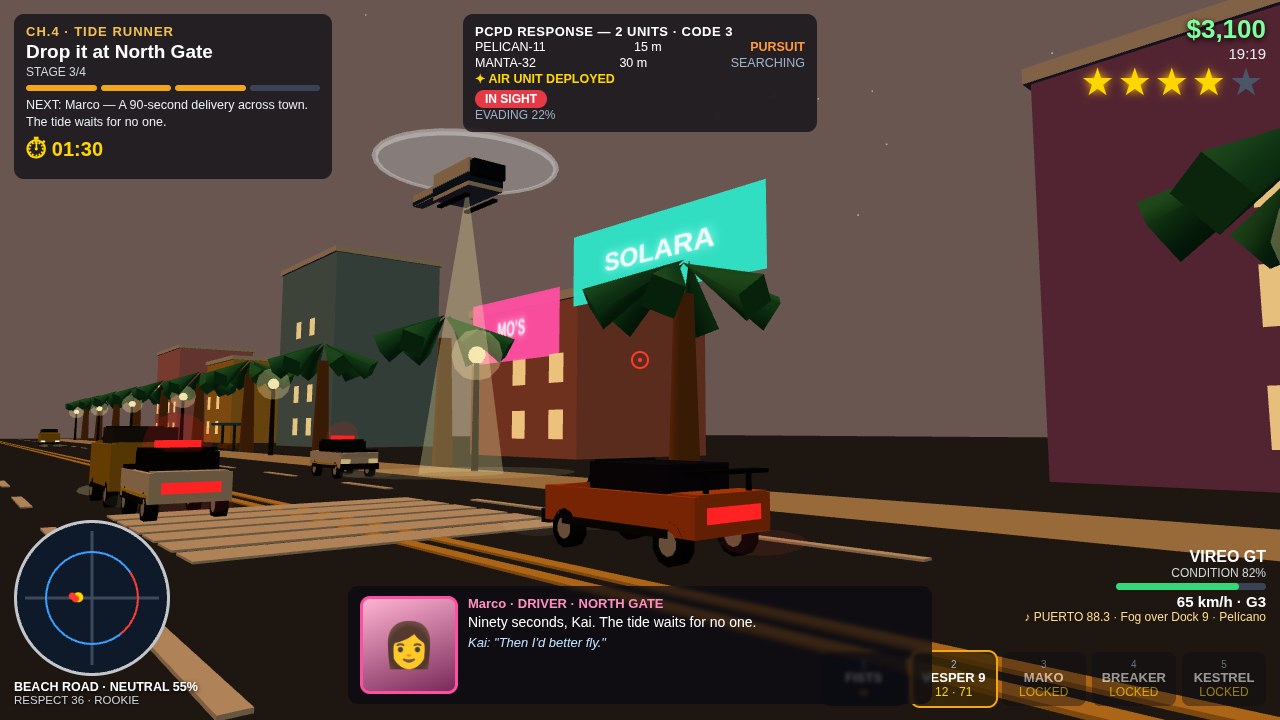 CH.4 · TIDE RUNNER
Drop it at North Gate
STAGE 3/4
NEXT: Marco — A 90-second delivery across town.
The tide waits for no one.
⏱ 01:30
PCPD RESPONSE — 2 UNITS · CODE 3
PELICAN-11 15 m PURSUIT
MANTA-32 30 m SEARCHING
✦ AIR UNIT DEPLOYED
IN SIGHT
EVADING 22%
$3,100
19:19
SOLARA
MO'S
VIREO GT
CONDITION 82%
65 km/h · G3
♪ PUERTO 88.3 · Fog over Dock 9 · Pelícano
Marco · DRIVER · NORTH GATE
Ninety seconds, Kai. The tide waits for no one.
Kai: "Then I'd better fly."
BEACH ROAD · NEUTRAL 55%
RESPECT 36 · ROOKIE
FISTS
2
VESPER 9
12 · 71
3
MAKO
LOCKED
4
BREAKER
LOCKED
5
KESTREL
LOCKED